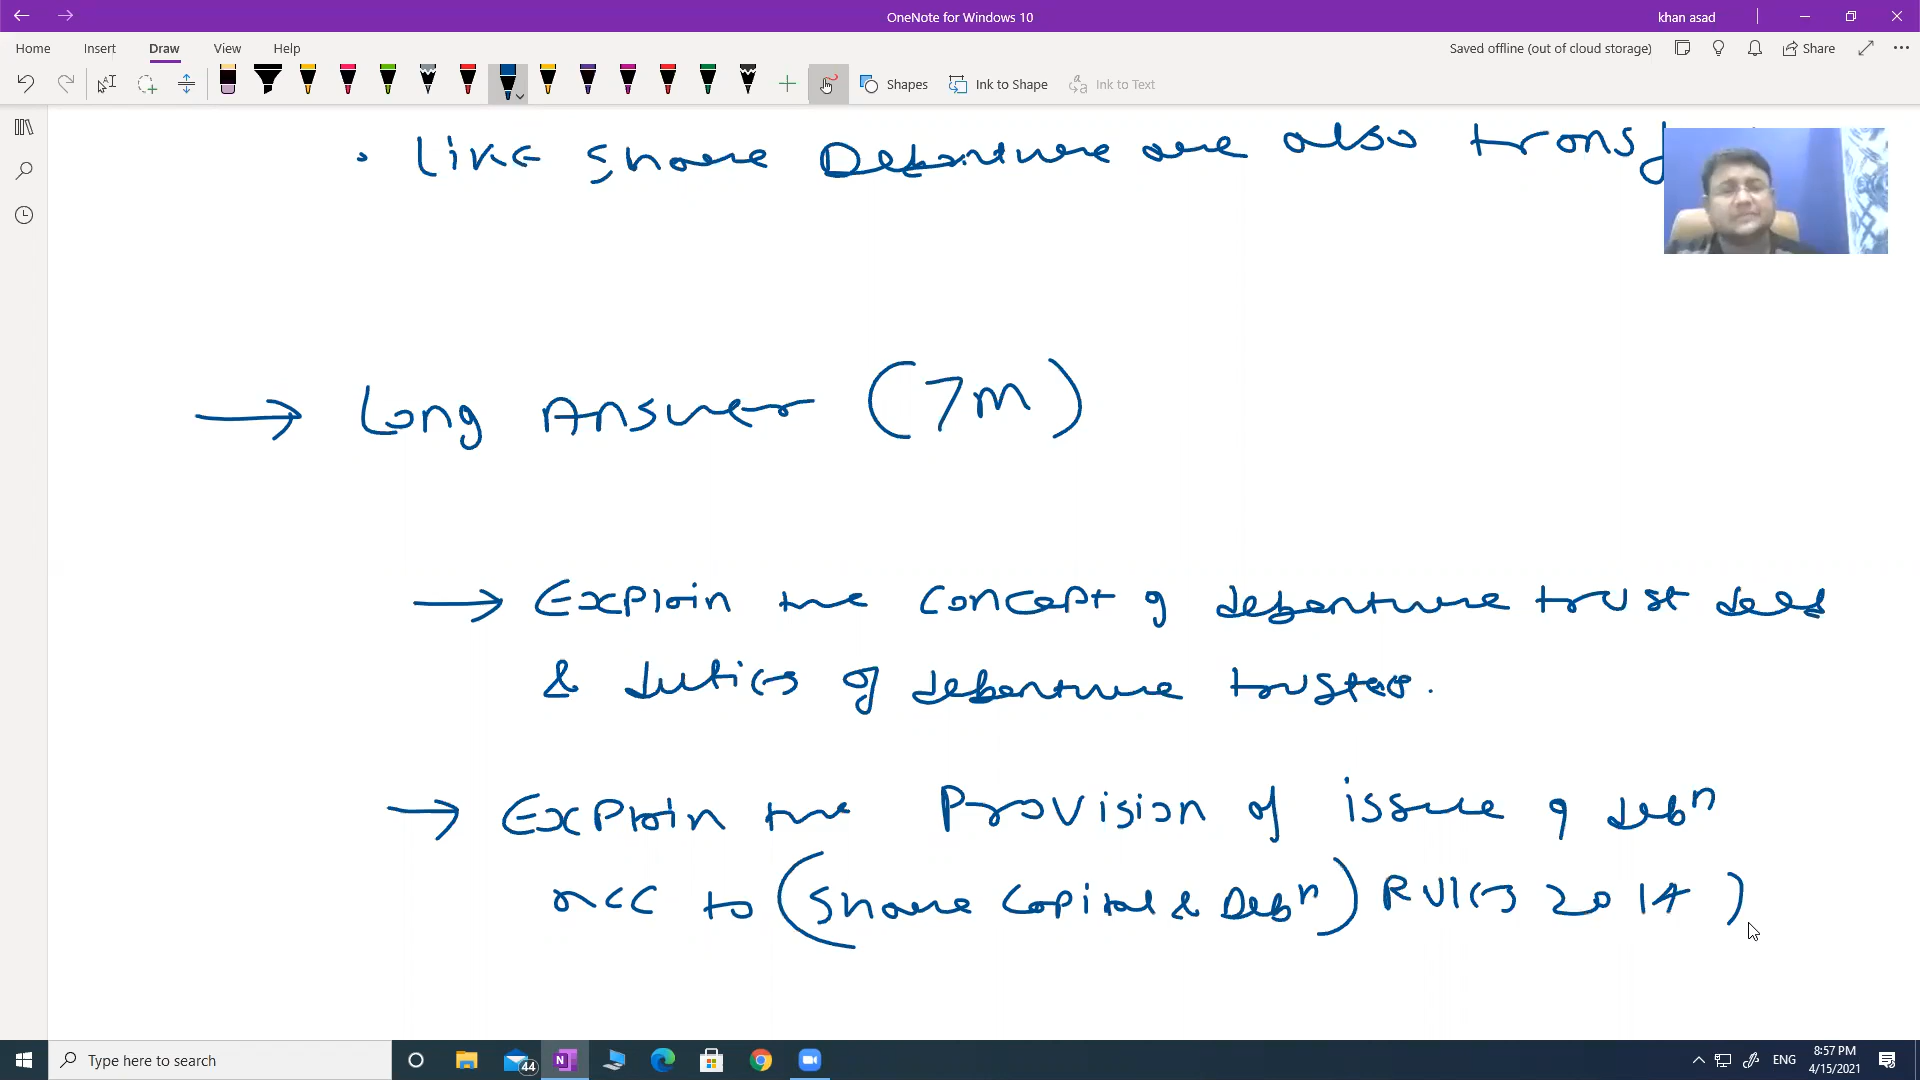 OneNote for Windows 10
khan asad
Home Insert Draw View Help
Saved offline (out of cloud storage) Share
Shapes Ink to Shape Ink to Text
• Like Share Debenture are also transf
→ Long Answer (7m)
→ Explain the concept of debenture trust deed
& duties of debenture trustee.
→ Explain the Provision of issue of debn
acc to (Share Capital & Debn) Rules 2014)
Type here to search
44
ENG
8:57 PM
4/15/2021